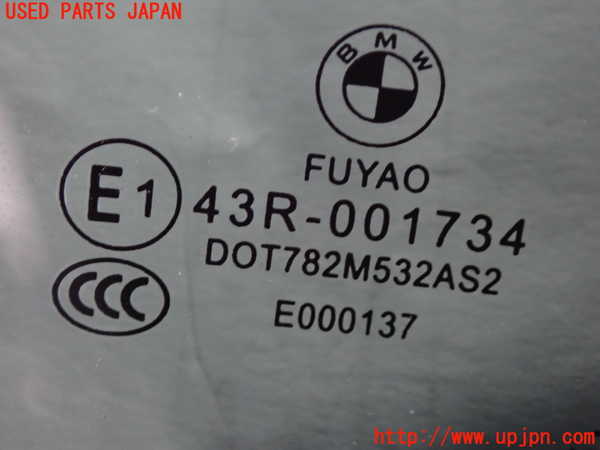 USED PARTS JAPAN
BMW
FUYAO
E1 43R-001734
DOT782M532AS2
CCC
E000137
http://www.upjpn.com/